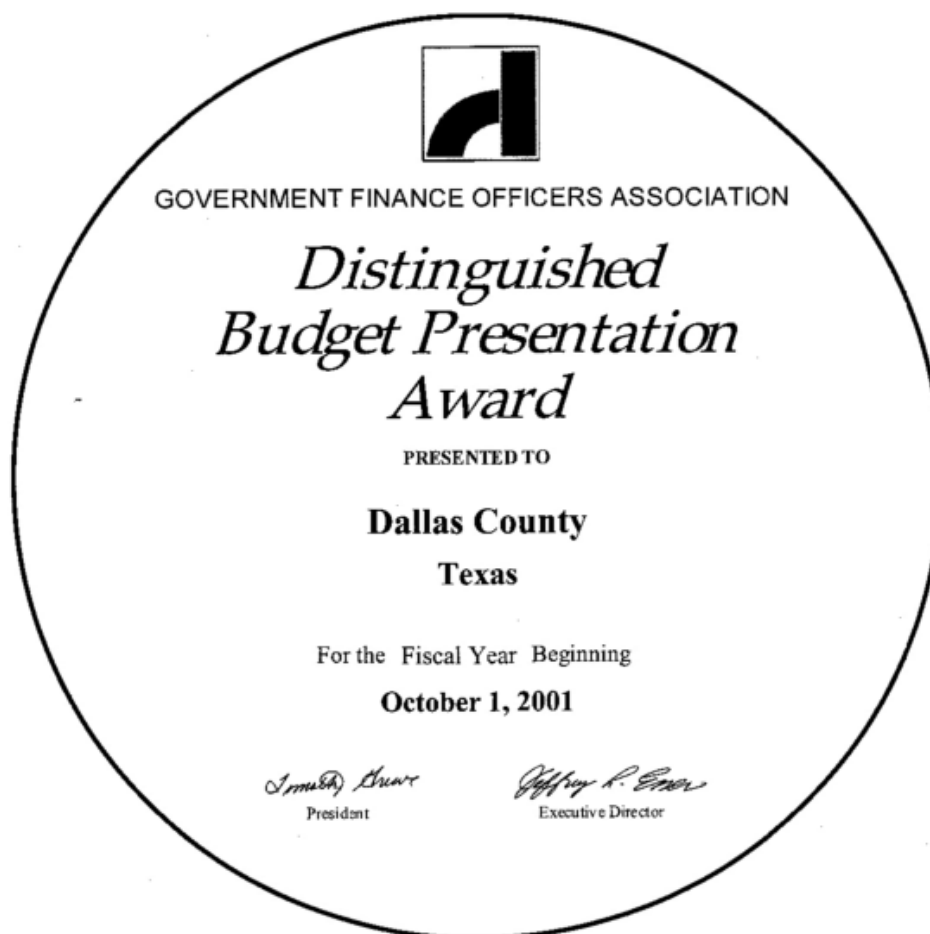 GOVERNMENT FINANCE OFFICERS ASSOCIATION
Distinguished
Budget Presentation
Award
PRESENTED TO
Dallas County
Texas
For the Fiscal Year Beginning
October 1, 2001
Jeffrey L.
President
Executive Director